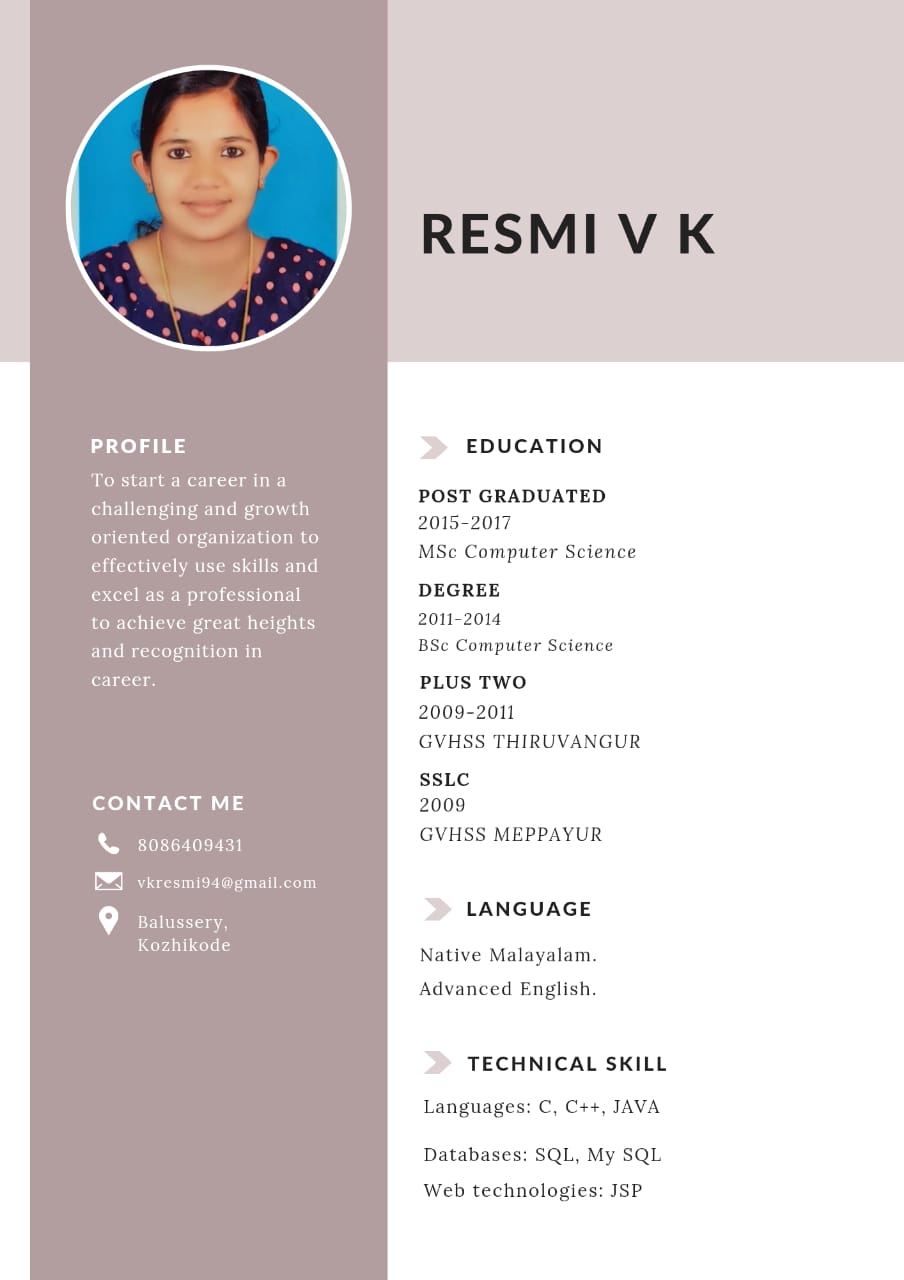 RESMI V K
PROFILE
To start a career in a
challenging and growth
oriented organization to
effectively use skills and
excel as a professional
to achieve great heights
and recognition in
career.
CONTACT ME
8086409431
vkresmi94@gmail.com
Balussery,
Kozhikode
EDUCATION
POST GRADUATED
2015-2017
MSc Computer Science
DEGREE
2011-2014
BSc Computer Science
PLUS TWO
2009-2011
GVHSS THIRUVANGUR
SSLC
2009
GVHSS MEPPAYUR
LANGUAGE
Native Malayalam.
Advanced English.
TECHNICAL SKILL
Languages: C, C++, JAVA
Databases: SQL, My SQL
Web technologies: JSP